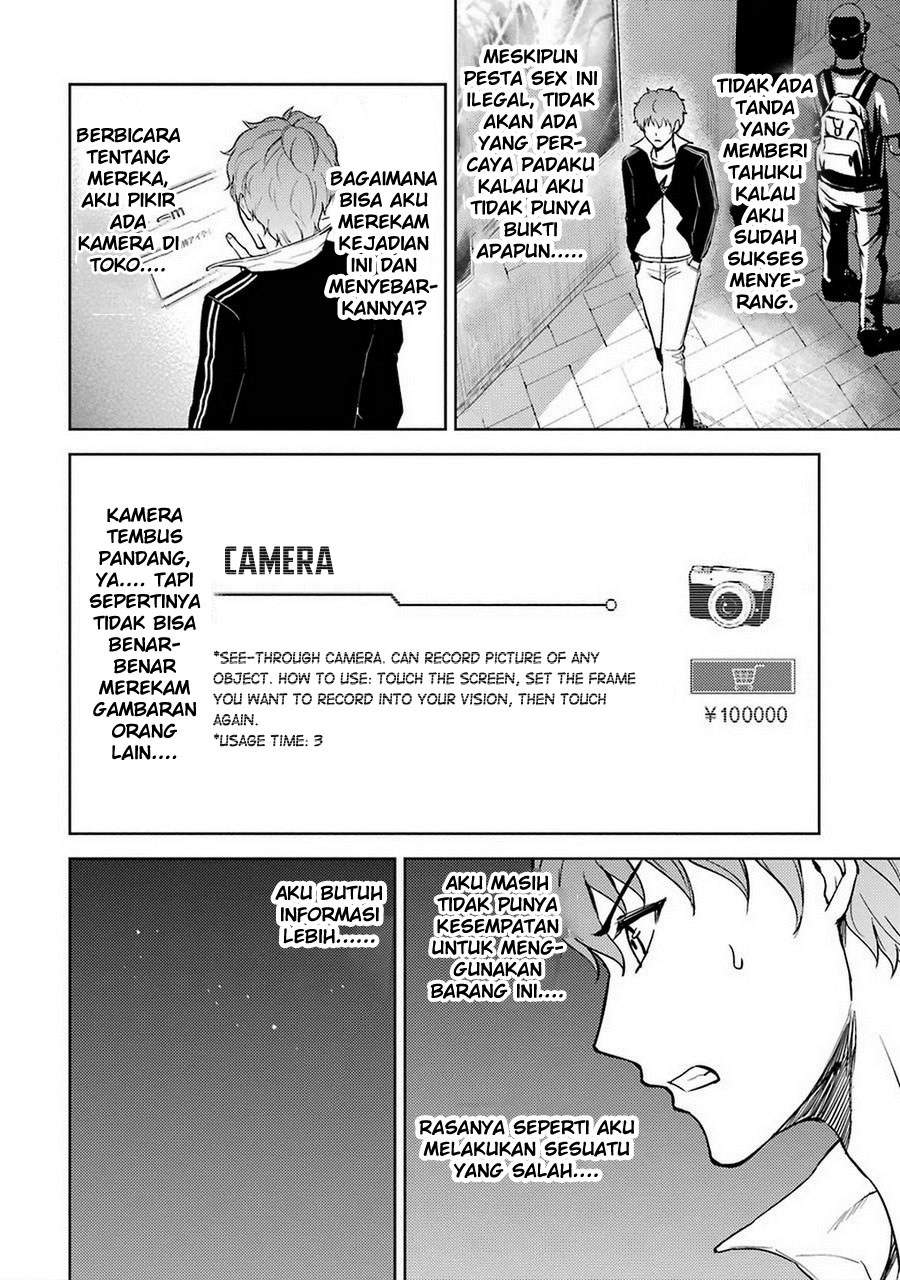 TIDAK ADA
TANDA
YANG
MEMBERI
TAHUKU
KALAU
AKU
SUDAH
SUKSES
MENYE-
RANG.
MESKIPUN
PESTA SEX INI
ILEGAL, TIDAK
AKAN ADA
YANG PER-
CAYA PADAKU
KALAU AKU
TIDAK PUNYA
BUKTI
APAPUN.....
BAGAIMANA
BISA AKU
MEREKAM
KEJADIAN
INI DAN
MENYEBAR-
KANNYA?
BERBICARA
TENTANG
MEREKA,
AKU PIKIR
ADA
KAMERA DI
TOKO....
CAMERA
*SEE-THROUGH CAMERA. CAN RECORD PICTURE OF ANY
OBJECT. HOW TO USE: TOUCH THE SCREEN, SET THE FRAME
YOU WANT TO RECORD INTO YOUR VISION, THEN TOUCH
AGAIN.
*USAGE TIME: 3
¥100000
KAMERA
TEMBUS
PANDANG,
YA.... TAPI
SEPERTINYA
TIDAK BISA
BENAR-
BENAR
MEREKAM
GAMBARAN
ORANG
LAIN....
AKU MASIH
TIDAK PUNYA
KESEMPATAN
UNTUK MENG-
GUNAKAN
BARANG INI....
RASANYA SEPERTI AKU
MELAKUKAN SESUATU
YANG SALAH....
AKU BUTUH
INFORMASI
LEBIH......